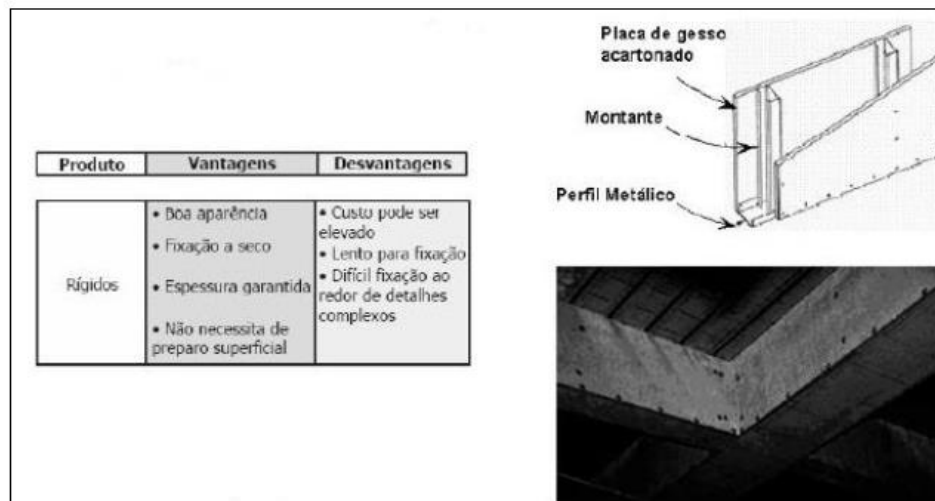 Placa de gesso
acartonado
Montante
Perfil Metálico
Produto Vantagens Desvantagens
Rígidos
• Boa aparência
• Fixação a seco
• Espessura garantida
• Não necessita de
preparo superficial
• Custo pode ser
elevado
• Lento para fixação
• Difícil fixação ao
redor de detalhes
complexos